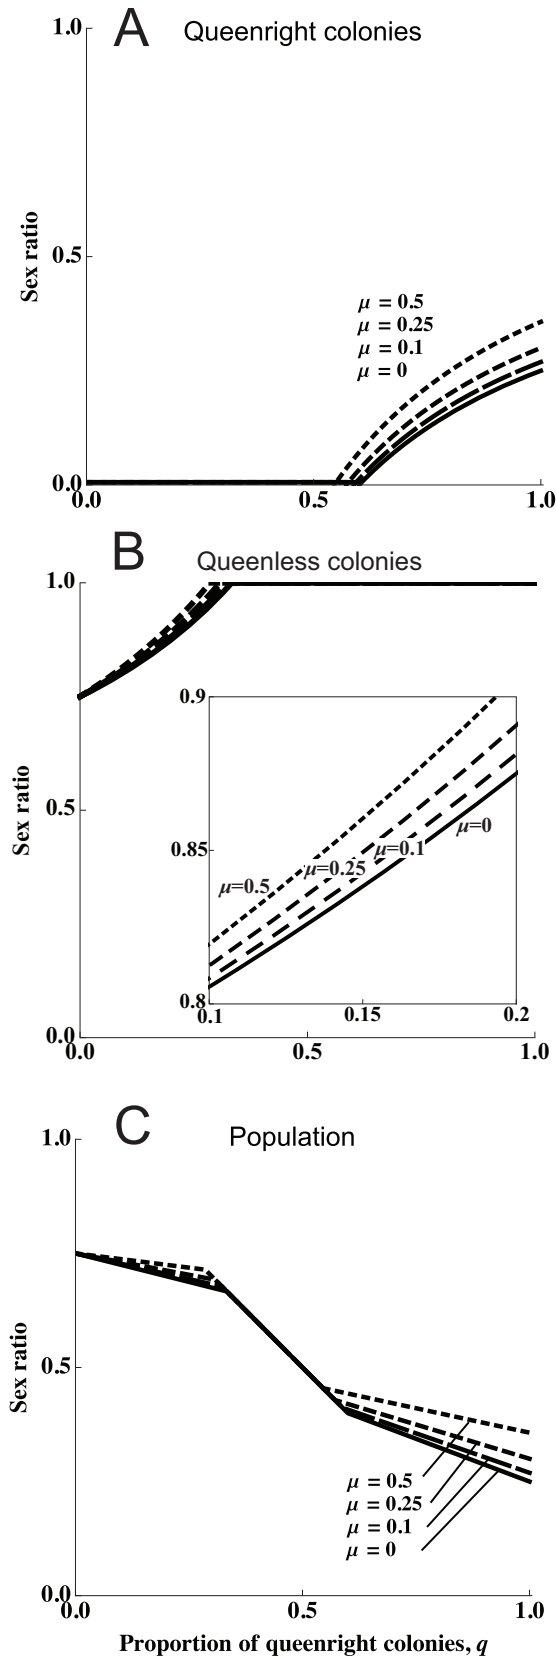 A Queenright colonies
1.0
0.5
0.0
Sex ratio
μ = 0.5
μ = 0.25
μ = 0.1
μ = 0
0.0 0.5 1.0
B Queenless colonies
1.0
0.5
0.0
Sex ratio
0.9
0.85
0.8
μ=0.5
μ=0.25
μ=0.1
μ=0
0.1 0.15 0.2
0.0 0.5 1.0
C Population
1.0
0.5
0.0
Sex ratio
μ = 0.5
μ = 0.25
μ = 0.1
μ = 0
0.0 0.5 1.0
Proportion of queenright colonies, q